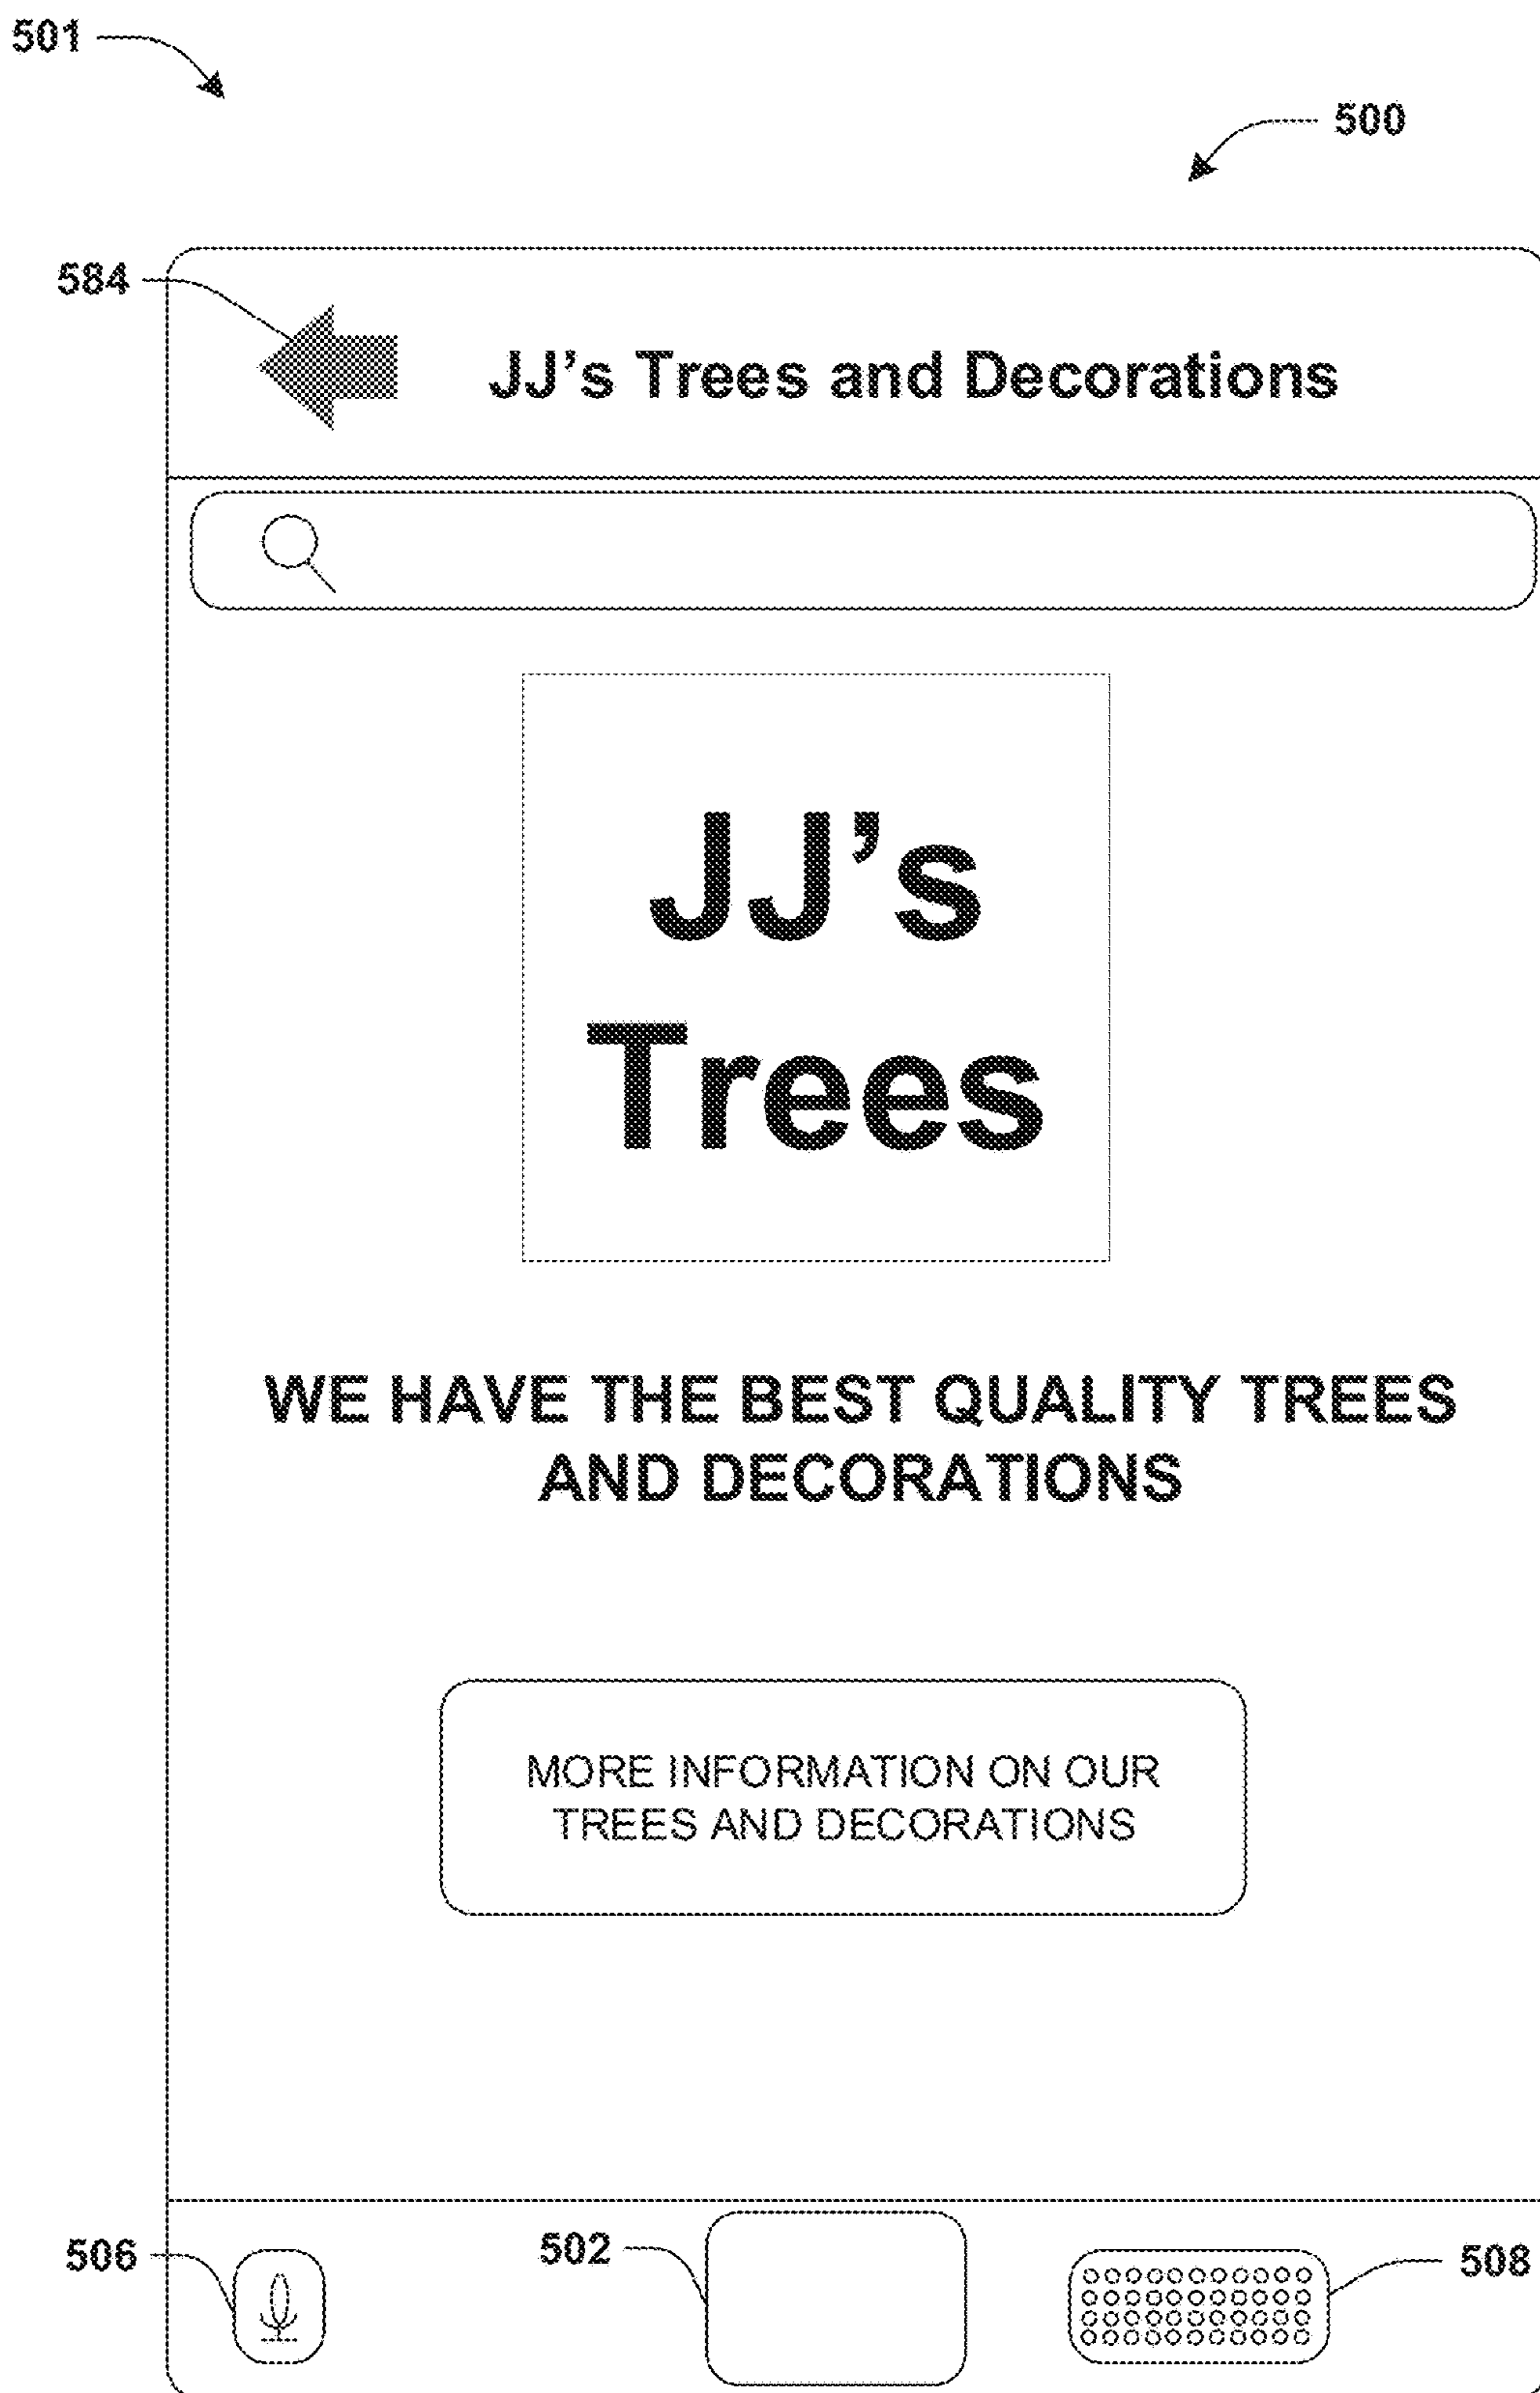 501
500
584
JJ’s Trees and Decorations
JJ’s
Trees
WE HAVE THE BEST QUALITY TREES
AND DECORATIONS
MORE INFORMATION ON OUR
TREES AND DECORATIONS
506
502
508